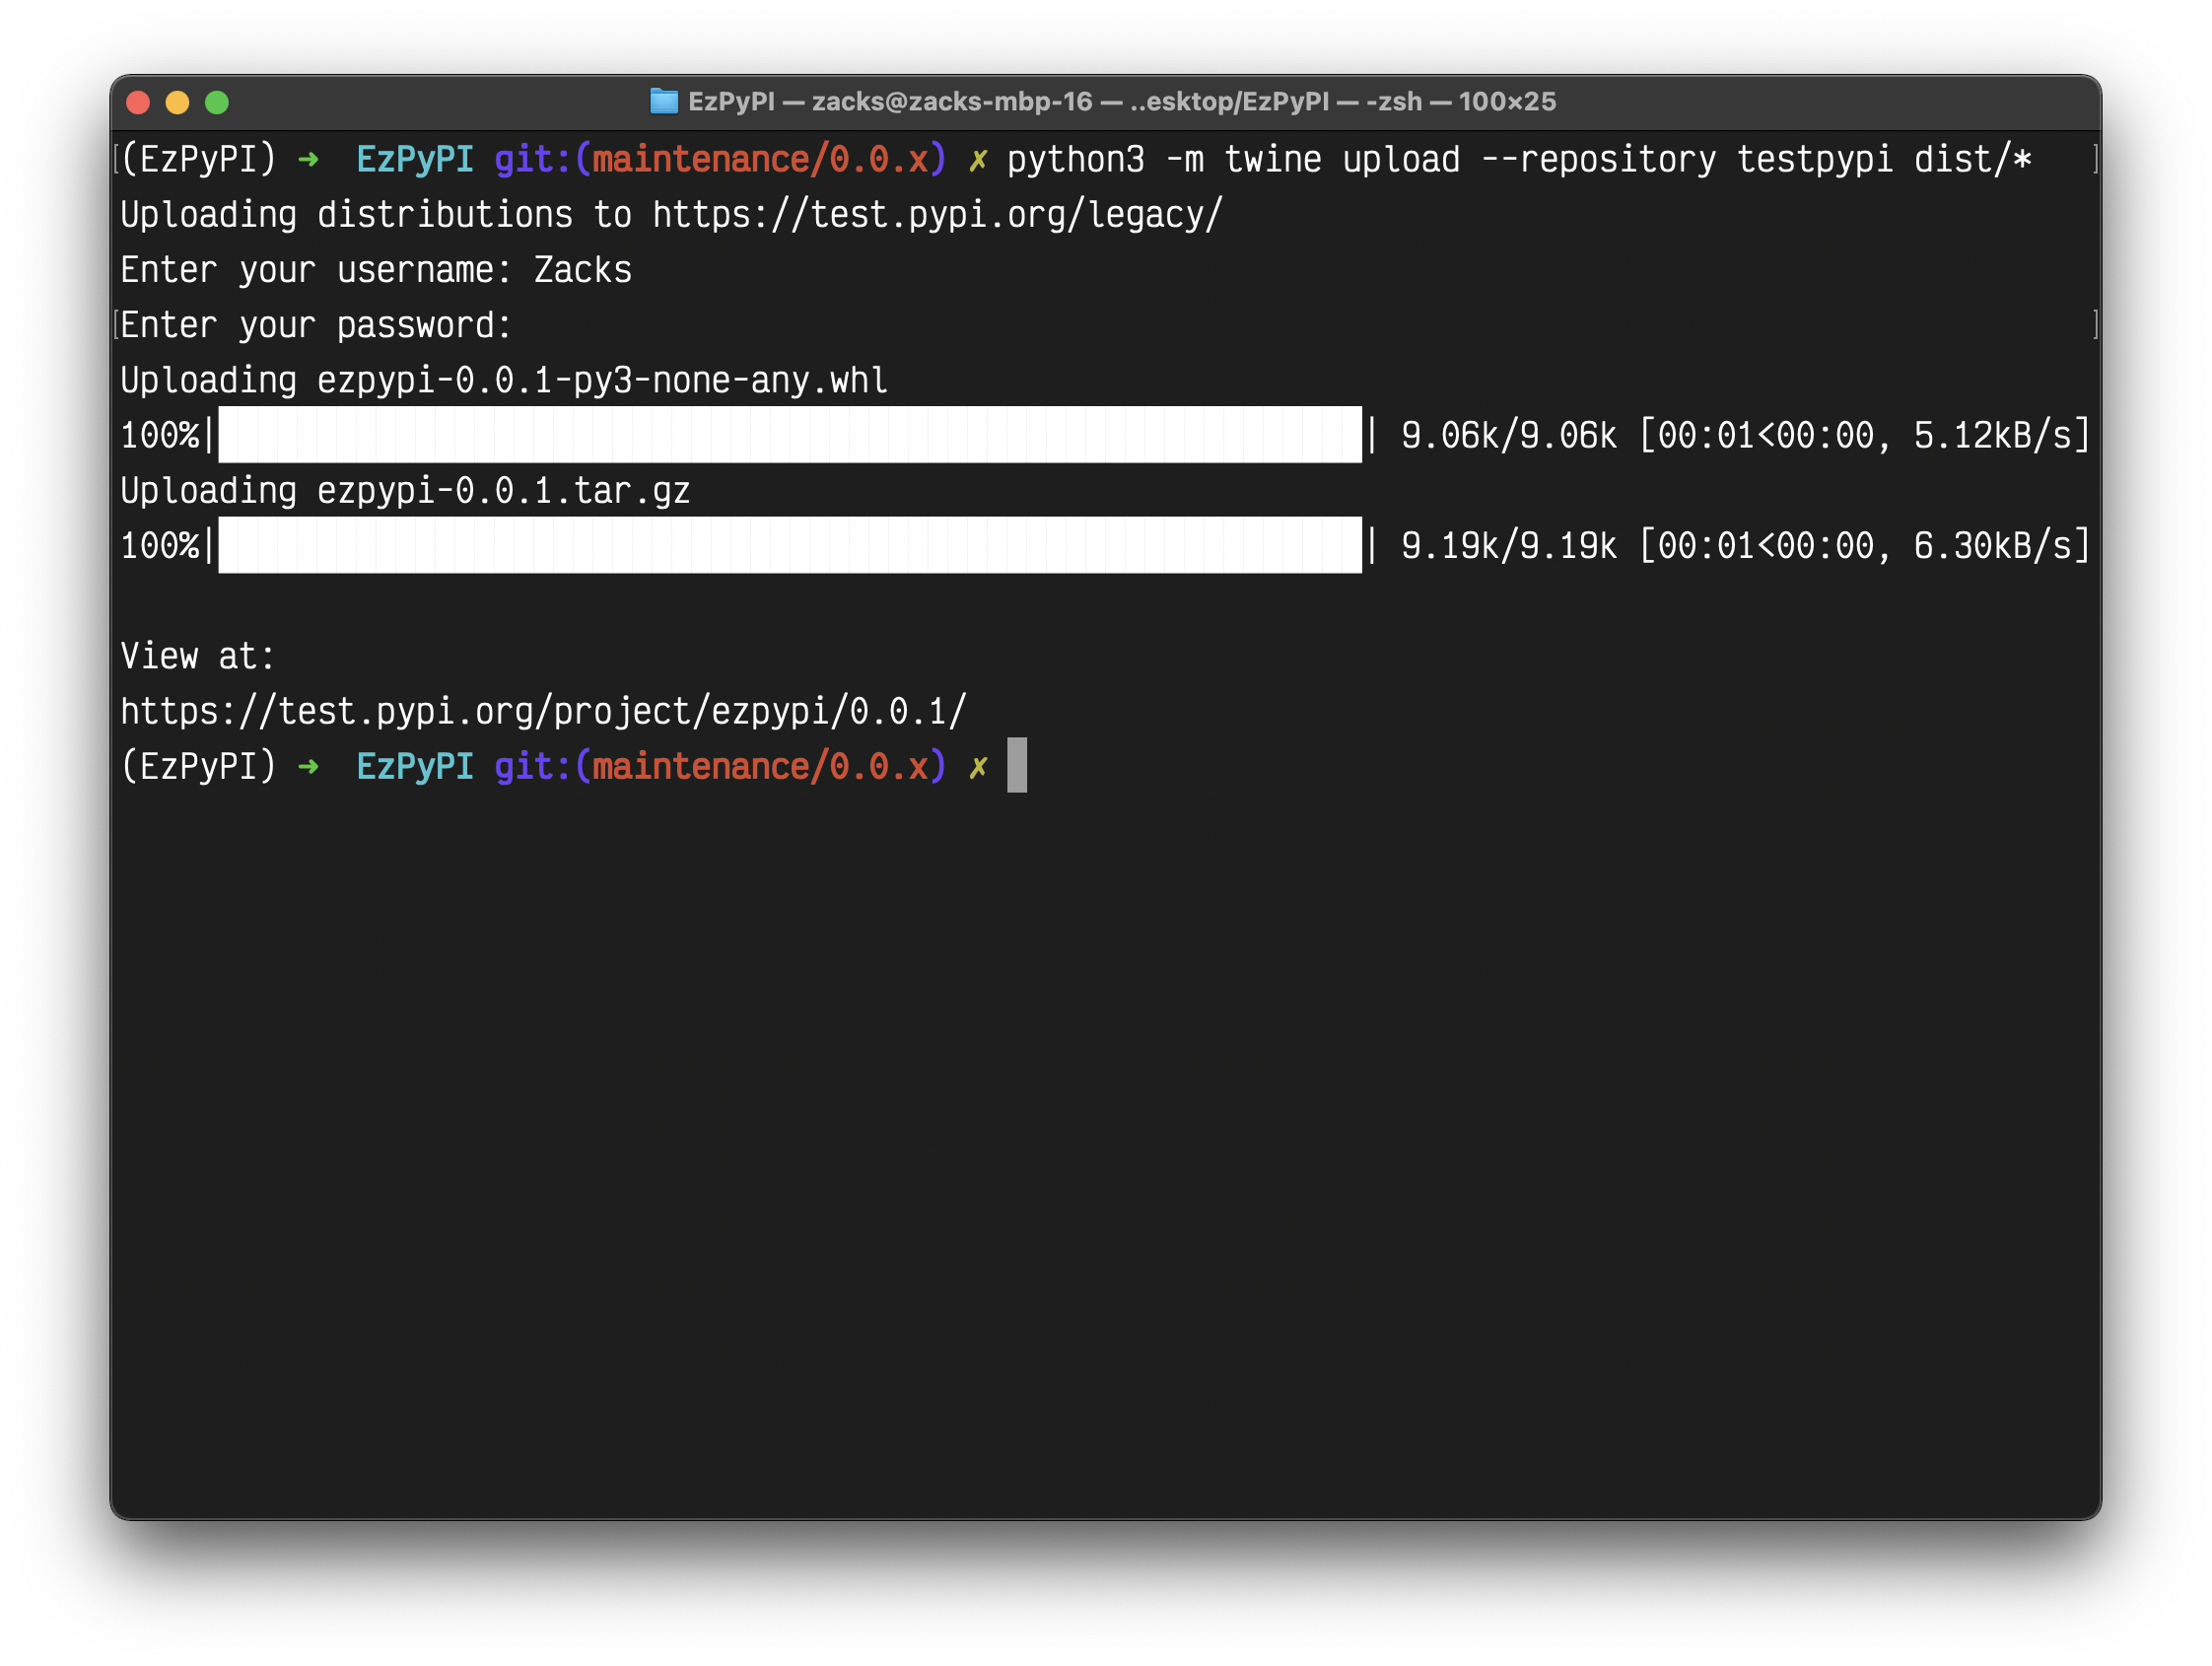 EzPyPI — zacks@zacks-mbp-16 — ..esktop/EzPyPI — -zsh — 100×25
(EzPyPI) ➜  EzPyPI git:(maintenance/0.0.x) ✗ python3 -m twine upload --repository testpypi dist/*
Uploading distributions to https://test.pypi.org/legacy/
Enter your username: Zacks
Enter your password:
Uploading ezpypi-0.0.1-py3-none-any.whl
100%| | 9.06k/9.06k [00:01<00:00, 5.12kB/s]
Uploading ezpypi-0.0.1.tar.gz
100%| | 9.19k/9.19k [00:01<00:00, 6.30kB/s]
View at:
https://test.pypi.org/project/ezpypi/0.0.1/
(EzPyPI) ➜  EzPyPI git:(maintenance/0.0.x) ✗